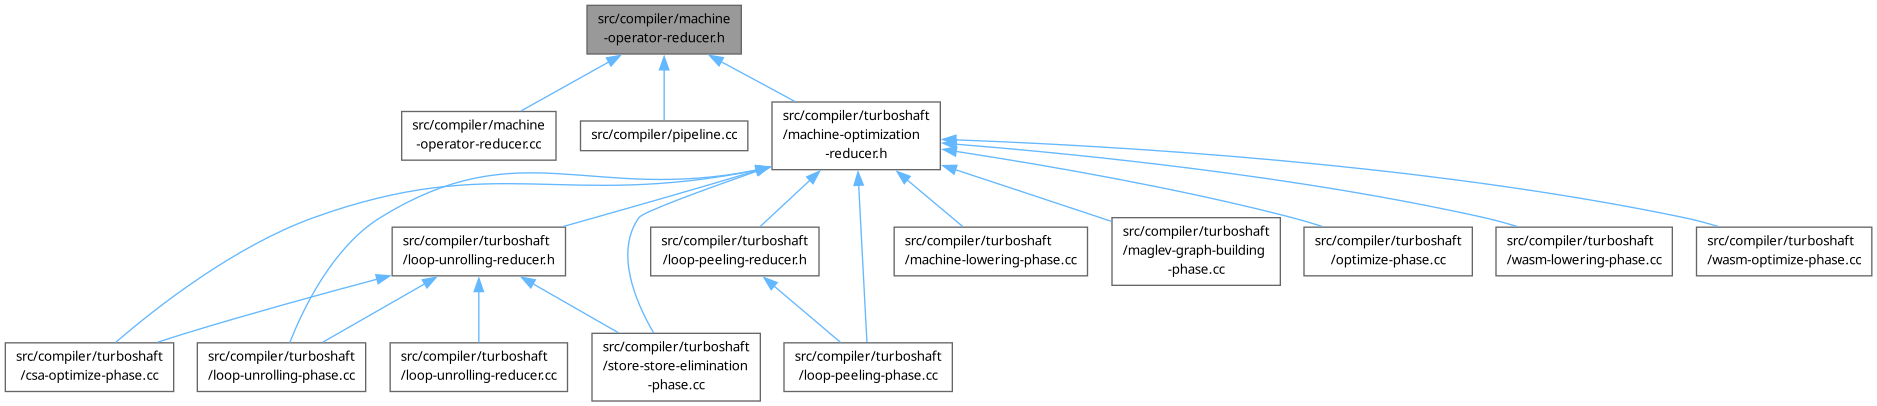 src/compiler/machine
-operator-reducer.h
src/compiler/machine
-operator-reducer.cc
src/compiler/pipeline.cc
src/compiler/turboshaft
/machine-optimization
-reducer.h
src/compiler/turboshaft
/loop-unrolling-reducer.h
src/compiler/turboshaft
/loop-peeling-reducer.h
src/compiler/turboshaft
/machine-lowering-phase.cc
src/compiler/turboshaft
/maglev-graph-building
-phase.cc
src/compiler/turboshaft
/optimize-phase.cc
src/compiler/turboshaft
/wasm-lowering-phase.cc
src/compiler/turboshaft
/wasm-optimize-phase.cc
src/compiler/turboshaft
/csa-optimize-phase.cc
src/compiler/turboshaft
/loop-unrolling-phase.cc
src/compiler/turboshaft
/loop-unrolling-reducer.cc
src/compiler/turboshaft
/store-store-elimination
-phase.cc
src/compiler/turboshaft
/loop-peeling-phase.cc